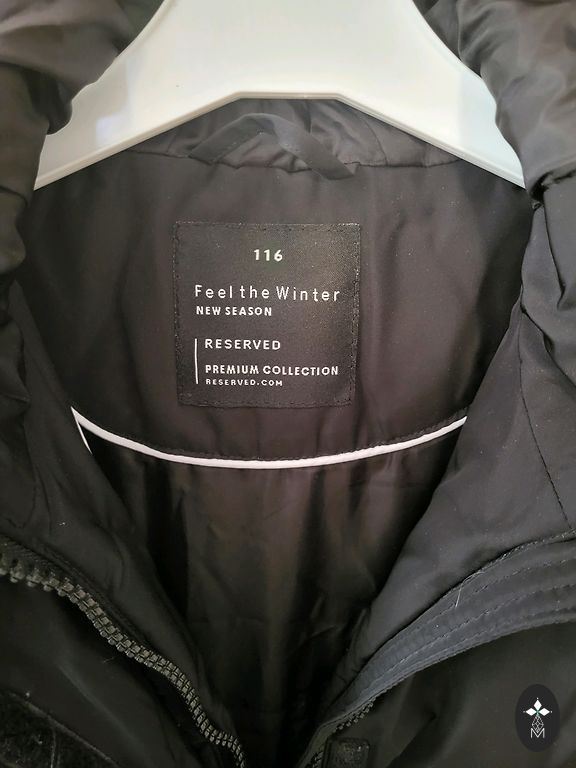 116
Feel the Winter
NEW SEASON
RESERVED
PREMIUM COLLECTION
RESERVED.COM
M